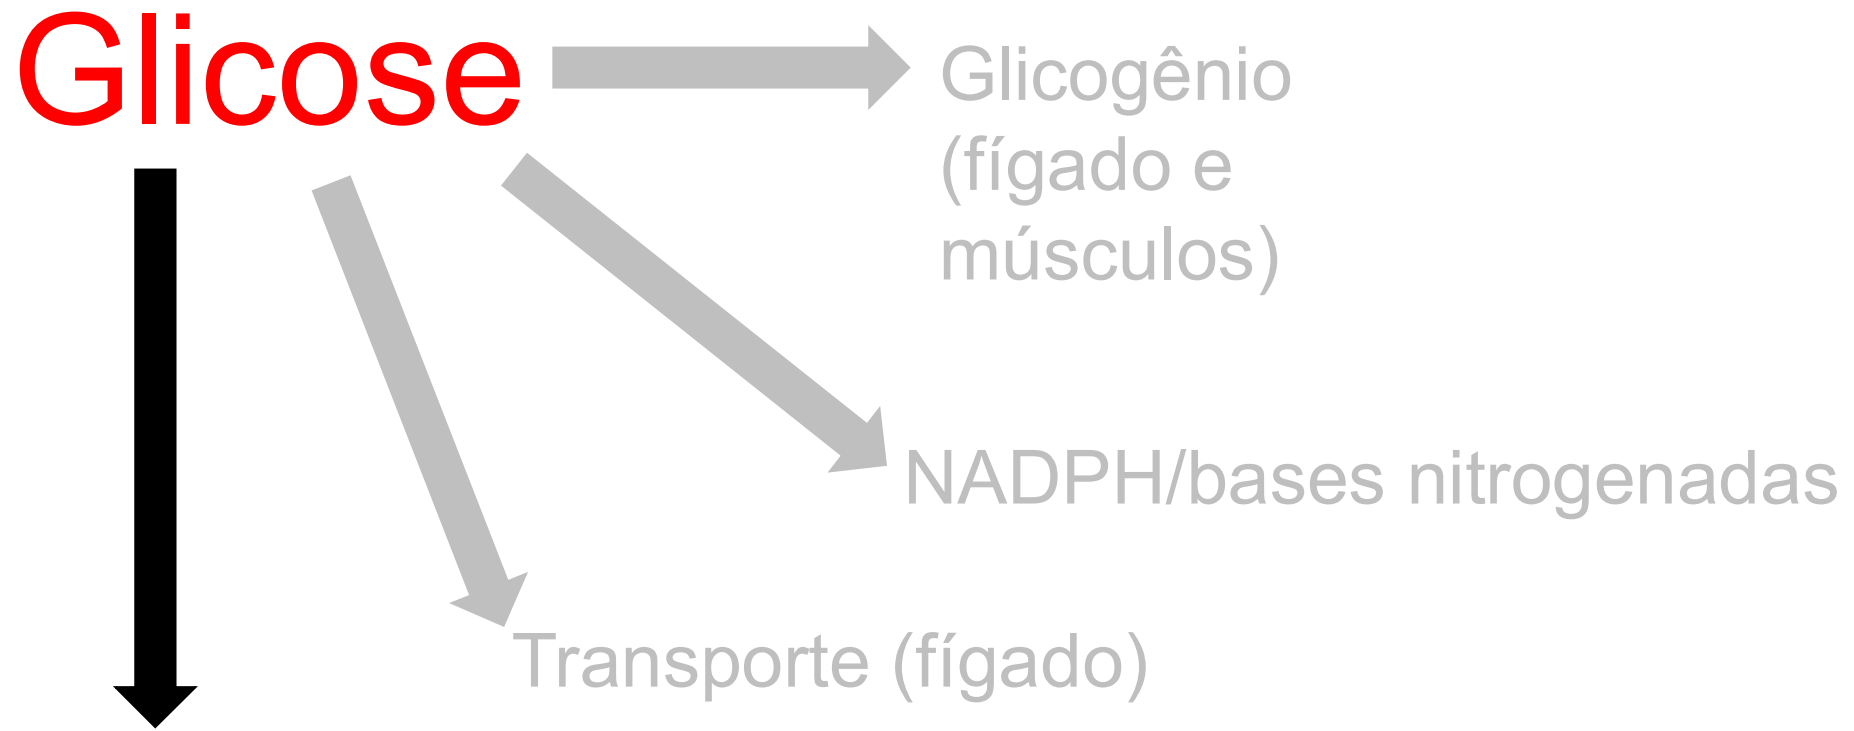 Glicose
Glicogênio
(fígado e
músculos)
NADPH/bases nitrogenadas
Transporte (fígado)